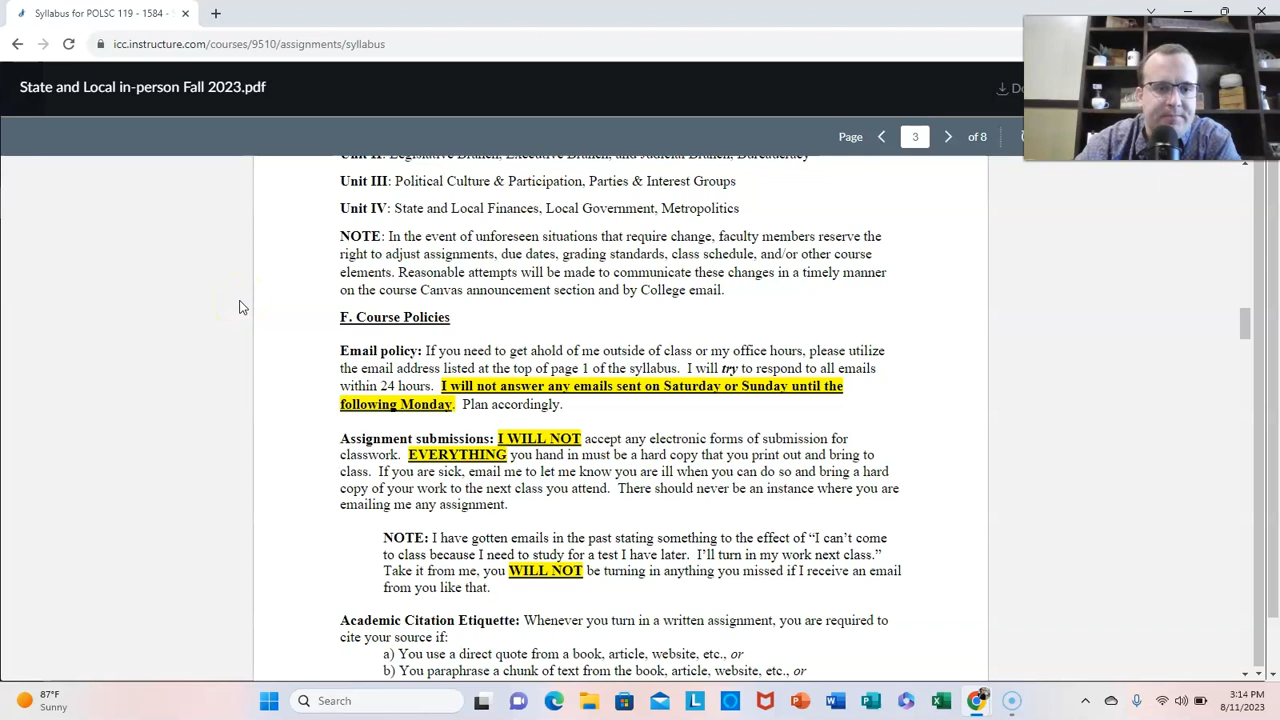 Syllabus for POLSC 119 - 1584 -
icc.instructure.com/courses/9510/assignments/syllabus
State and Local in-person Fall 2023.pdf
Page 3 of 8
Unit II: Legislative Branch, Executive Branch, and Judicial Branch, Bureaucracy
Unit III: Political Culture & Participation, Parties & Interest Groups
Unit IV: State and Local Finances, Local Government, Metropolitics
NOTE: In the event of unforeseen situations that require change, faculty members reserve the
right to adjust assignments, due dates, grading standards, class schedule, and/or other course
elements. Reasonable attempts will be made to communicate these changes in a timely manner
on the course Canvas announcement section and by College email.
F. Course Policies
Email policy: If you need to get ahold of me outside of class or my office hours, please utilize
the email address listed at the top of page 1 of the syllabus. I will try to respond to all emails
within 24 hours. I will not answer any emails sent on Saturday or Sunday until the
following Monday. Plan accordingly.
Assignment submissions: I WILL NOT accept any electronic forms of submission for
classwork. EVERYTHING you hand in must be a hard copy that you print out and bring to
class. If you are sick, email me to let me know you are ill when you can do so and bring a hard
copy of your work to the next class you attend. There should never be an instance where you are
emailing me any assignment.
NOTE: I have gotten emails in the past stating something to the effect of “I can’t come
to class because I need to study for a test I have later. I’ll turn in my work next class.”
Take it from me, you WILL NOT be turning in anything you missed if I receive an email
from you like that.
Academic Citation Etiquette: Whenever you turn in a written assignment, you are required to
cite your source if:
a) You use a direct quote from a book, article, website, etc., or
b) You paraphrase a chunk of text from the book, article, website, etc., or
87°F
Sunny
Search
3:14 PM
8/11/2023